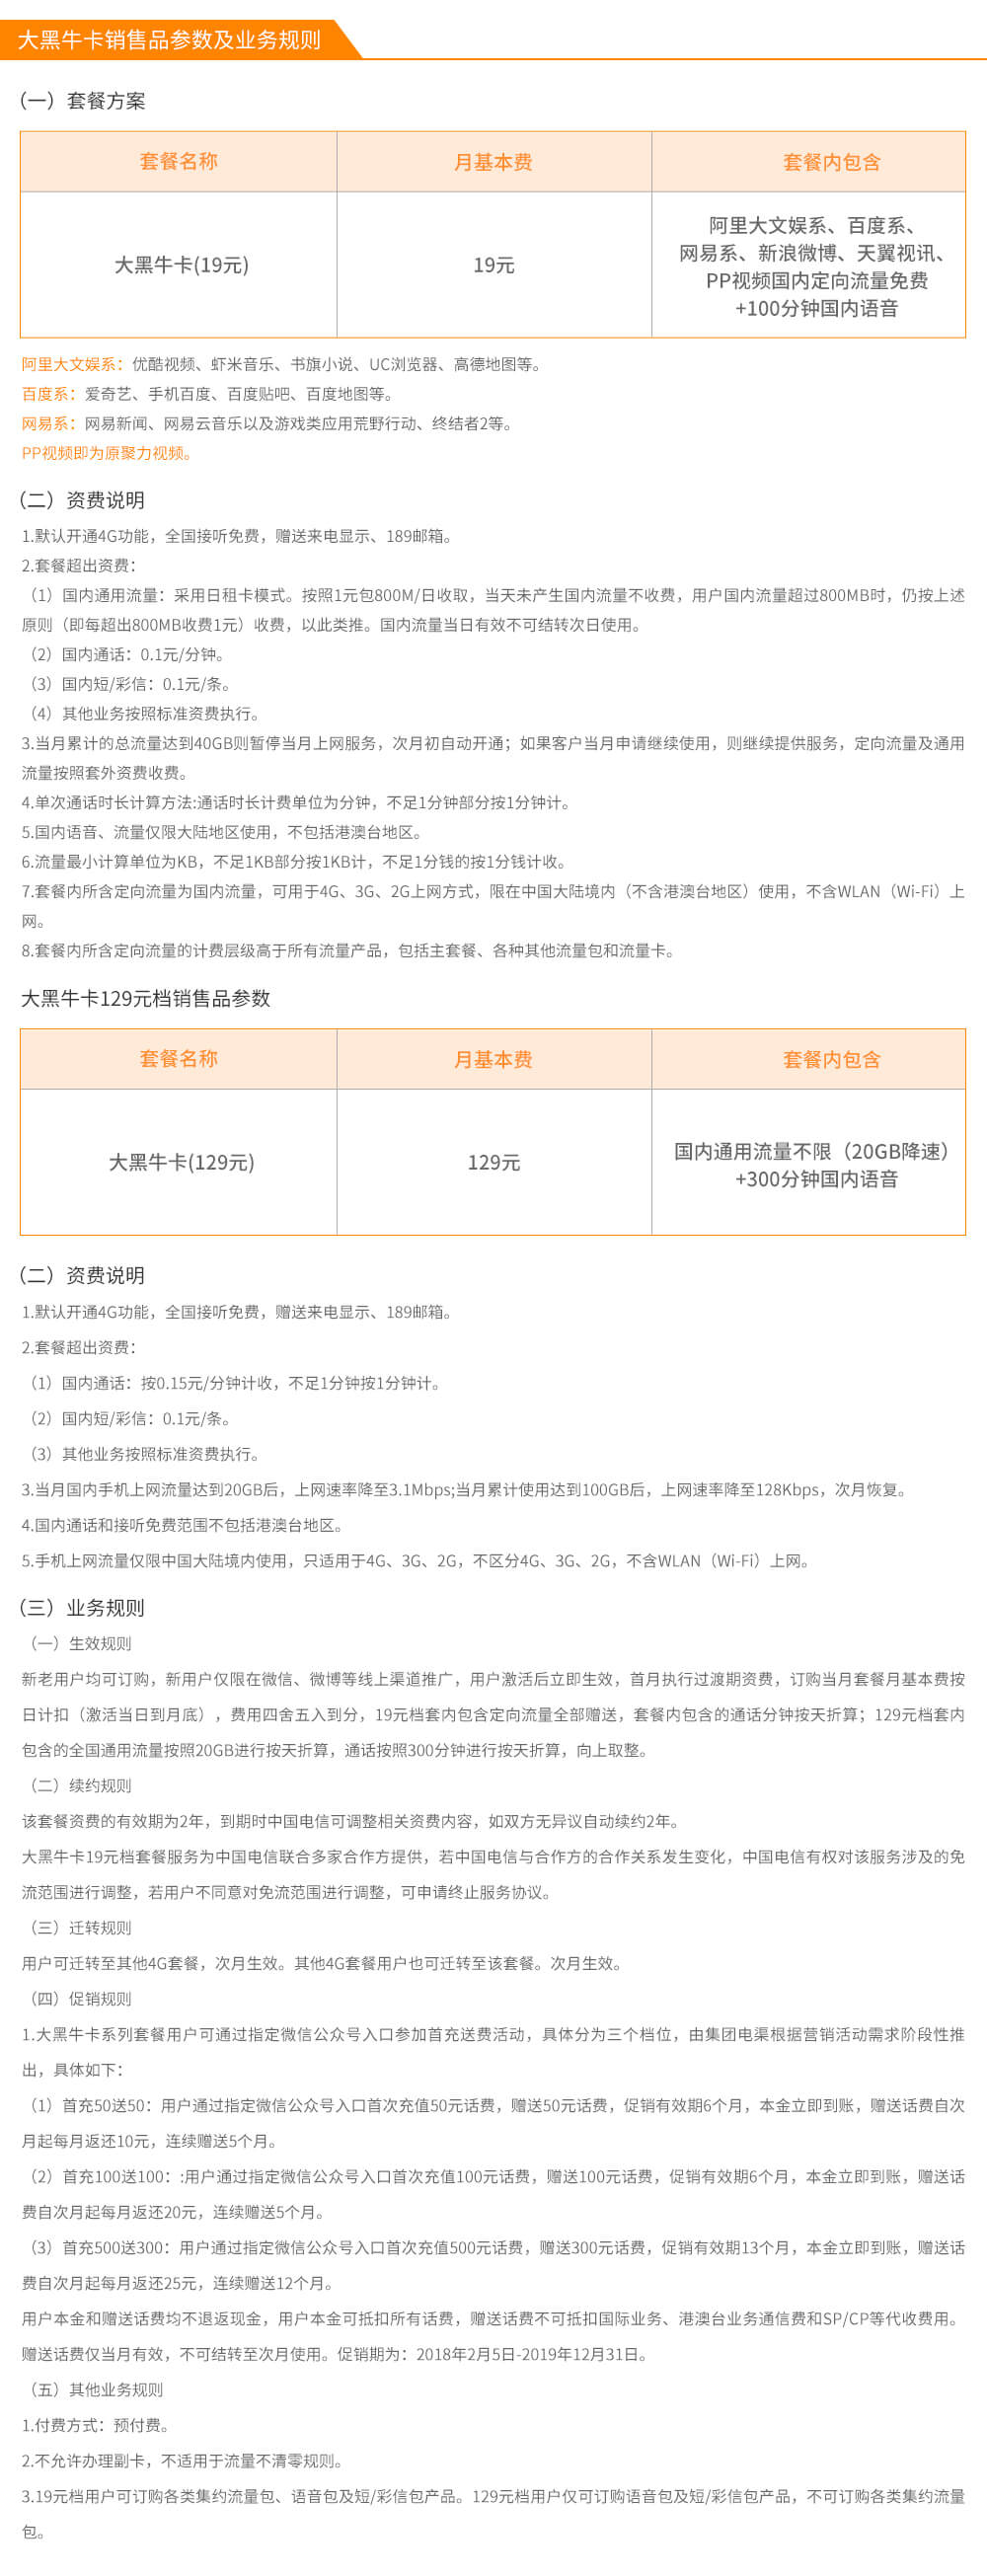 大黑牛卡销售品参数及业务规则
（一）套餐方案
套餐名称
月基本费
套餐内包含
大黑牛卡(19元)
19元
阿里大文娱系、百度系、
网易系、新浪微博、天翼视讯、
PP视频国内定向流量免费
+100分钟国内语音
阿里大文娱系：优酷视频、虾米音乐、书旗小说、UC浏览器、高德地图等。
百度系：爱奇艺、手机百度、百度贴吧、百度地图等。
网易系：网易新闻、网易云音乐以及游戏类应用荒野行动、终结者2等。
PP视频即为原聚力视频。
（二）资费说明
1.默认开通4G功能，全国接听免费，赠送来电显示、189邮箱。
2.套餐超出资费：
（1）国内通用流量：采用日租卡模式。按照1元包800M/日收取，当天未产生国内流量不收费，用户国内流量超过800MB时，仍按上述
原则（即每超出800MB收费1元）收费，以此类推。国内流量当日有效不可结转次日使用。
（2）国内通话：0.1元/分钟。
（3）国内短/彩信：0.1元/条。
（4）其他业务按照标准资费执行。
3.当月累计的总流量达到40GB则暂停当月上网服务，次月初自动开通；如果客户当月申请继续使用，则继续提供服务，定向流量及通用
流量按照套外资费收费。
4.单次通话时长计算方法:通话时长计费单位为分钟，不足1分钟部分按1分钟计。
5.国内语音、流量仅限大陆地区使用，不包括港澳台地区。
6.流量最小计算单位为KB，不足1KB部分按1KB计，不足1分钱的按1分钱计收。
7.套餐内所含定向流量为国内流量，可用于4G、3G、2G上网方式，限在中国大陆境内（不含港澳台地区）使用，不含WLAN（Wi-Fi）上
网。
8.套餐内所含定向流量的计费层级高于所有流量产品，包括主套餐、各种其他流量包和流量卡。
大黑牛卡129元档销售品参数
套餐名称
月基本费
套餐内包含
大黑牛卡(129元)
129元
国内通用流量不限（20GB降速）
+300分钟国内语音
（二）资费说明
1.默认开通4G功能，全国接听免费，赠送来电显示、189邮箱。
2.套餐超出资费：
（1）国内通话：按0.15元/分钟计收，不足1分钟按1分钟计。
（2）国内短/彩信：0.1元/条。
（3）其他业务按照标准资费执行。
3.当月国内手机上网流量达到20GB后，上网速率降至3.1Mbps;当月累计使用达到100GB后，上网速率降至128Kbps，次月恢复。
4.国内通话和接听免费范围不包括港澳台地区。
5.手机上网流量仅限中国大陆境内使用，只适用于4G、3G、2G，不区分4G、3G、2G，不含WLAN（Wi-Fi）上网。
（三）业务规则
（一）生效规则
新老用户均可订购，新用户仅限在微信、微博等线上渠道推广，用户激活后立即生效，首月执行过渡期资费，订购当月套餐月基本费按
日计扣（激活当日到月底），费用四舍五入到分，19元档套内包含定向流量全部赠送，套餐内包含的通话分钟按天折算；129元档套内
包含的全国通用流量按照20GB进行按天折算，通话按照300分钟进行按天折算，向上取整。
（二）续约规则
该套餐资费的有效期为2年，到期时中国电信可调整相关资费内容，如双方无异议自动续约2年。
大黑牛卡19元档套餐服务为中国电信联合多家合作方提供，若中国电信与合作方的合作关系发生变化，中国电信有权对该服务涉及的免
流范围进行调整，若用户不同意对免流范围进行调整，可申请终止服务协议。
（三）迁转规则
用户可迁转至其他4G套餐，次月生效。其他4G套餐用户也可迁转至该套餐。次月生效。
（四）促销规则
1.大黑牛卡系列套餐用户可通过指定微信公众号入口参加首充送费活动，具体分为三个档位，由集团电渠根据营销活动需求阶段性推
出，具体如下：
（1）首充50送50：用户通过指定微信公众号入口首次充值50元话费，赠送50元话费，促销有效期6个月，本金立即到账，赠送话费自次
月起每月返还10元，连续赠送5个月。
（2）首充100送100：:用户通过指定微信公众号入口首次充值100元话费，赠送100元话费，促销有效期6个月，本金立即到账，赠送话
费自次月起每月返还20元，连续赠送5个月。
（3）首充500送300：用户通过指定微信公众号入口首次充值500元话费，赠送300元话费，促销有效期13个月，本金立即到账，赠送话
费自次月起每月返还25元，连续赠送12个月。
用户本金和赠送话费均不退返现金，用户本金可抵扣所有话费，赠送话费不可抵扣国际业务、港澳台业务通信费和SP/CP等代收费用。
赠送话费仅当月有效，不可结转至次月使用。促销期为：2018年2月5日-2019年12月31日。
（五）其他业务规则
1.付费方式：预付费。
2.不允许办理副卡，不适用于流量不清零规则。
3.19元档用户可订购各类集约流量包、语音包及短/彩信包产品。129元档用户仅可订购语音包及短/彩信包产品，不可订购各类集约流量
包。